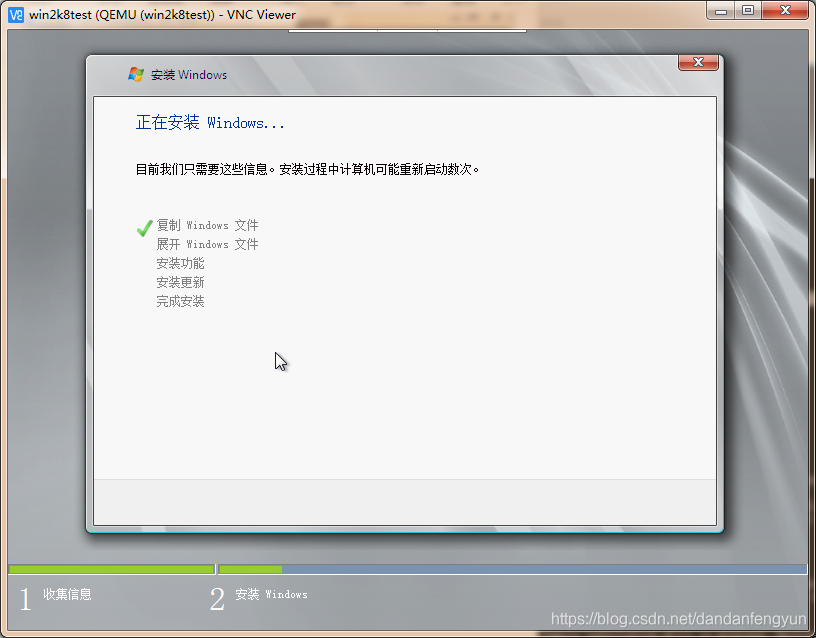 win2k8test (QEMU (win2k8test)) - VNC Viewer
安装 Windows
正在安装 Windows...
目前我们只需要这些信息。安装过程中计算机可能重新启动数次。
复制 Windows 文件
展开 Windows 文件
安装功能
安装更新
完成安装
1 收集信息
2 安装 Windows
https://blog.csdn.net/dandanfengyun